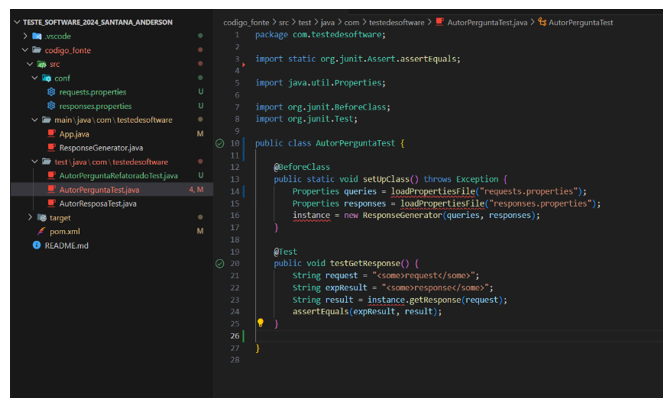 TESTE_SOFTWARE_2024_SANTANA_ANDERSON
.vscode
codigo_fonte
src
conf
requests.properties U
responses.properties U
main\java\com\testedesoftware
App.java M
ResponseGenerator.java
test\java\com\testedesoftware
AutorPerguntaRefatoradoTest.java U
AutorPerguntaTest.java 4, M
AutorResposaTest.java
target
pom.xml M
README.md
codigo_fonte > src > test > java > com > testedesoftware > AutorPerguntaTest.java > AutorPerguntaTest
1 package com.testedesoftware;
2
3 import static org.junit.Assert.assertEquals;
4
5 import java.util.Properties;
6
7 import org.junit.BeforeClass;
8 import org.junit.Test;
9
10 public class AutorPerguntaTest {
11
12 @BeforeClass
13 public static void setUpClass() throws Exception {
14 Properties queries = loadPropertiesFile("requests.properties");
15 Properties responses = loadPropertiesFile("responses.properties");
16 instance = new ResponseGenerator(queries, responses);
17 }
18
19 @Test
20 public void testGetResponse() {
21 String request = "<some>request</some>";
22 String expResult = "<some>response</some>";
23 String result = instance.getResponse(request);
24 assertEquals(expResult, result);
25 }
26
27 }
28